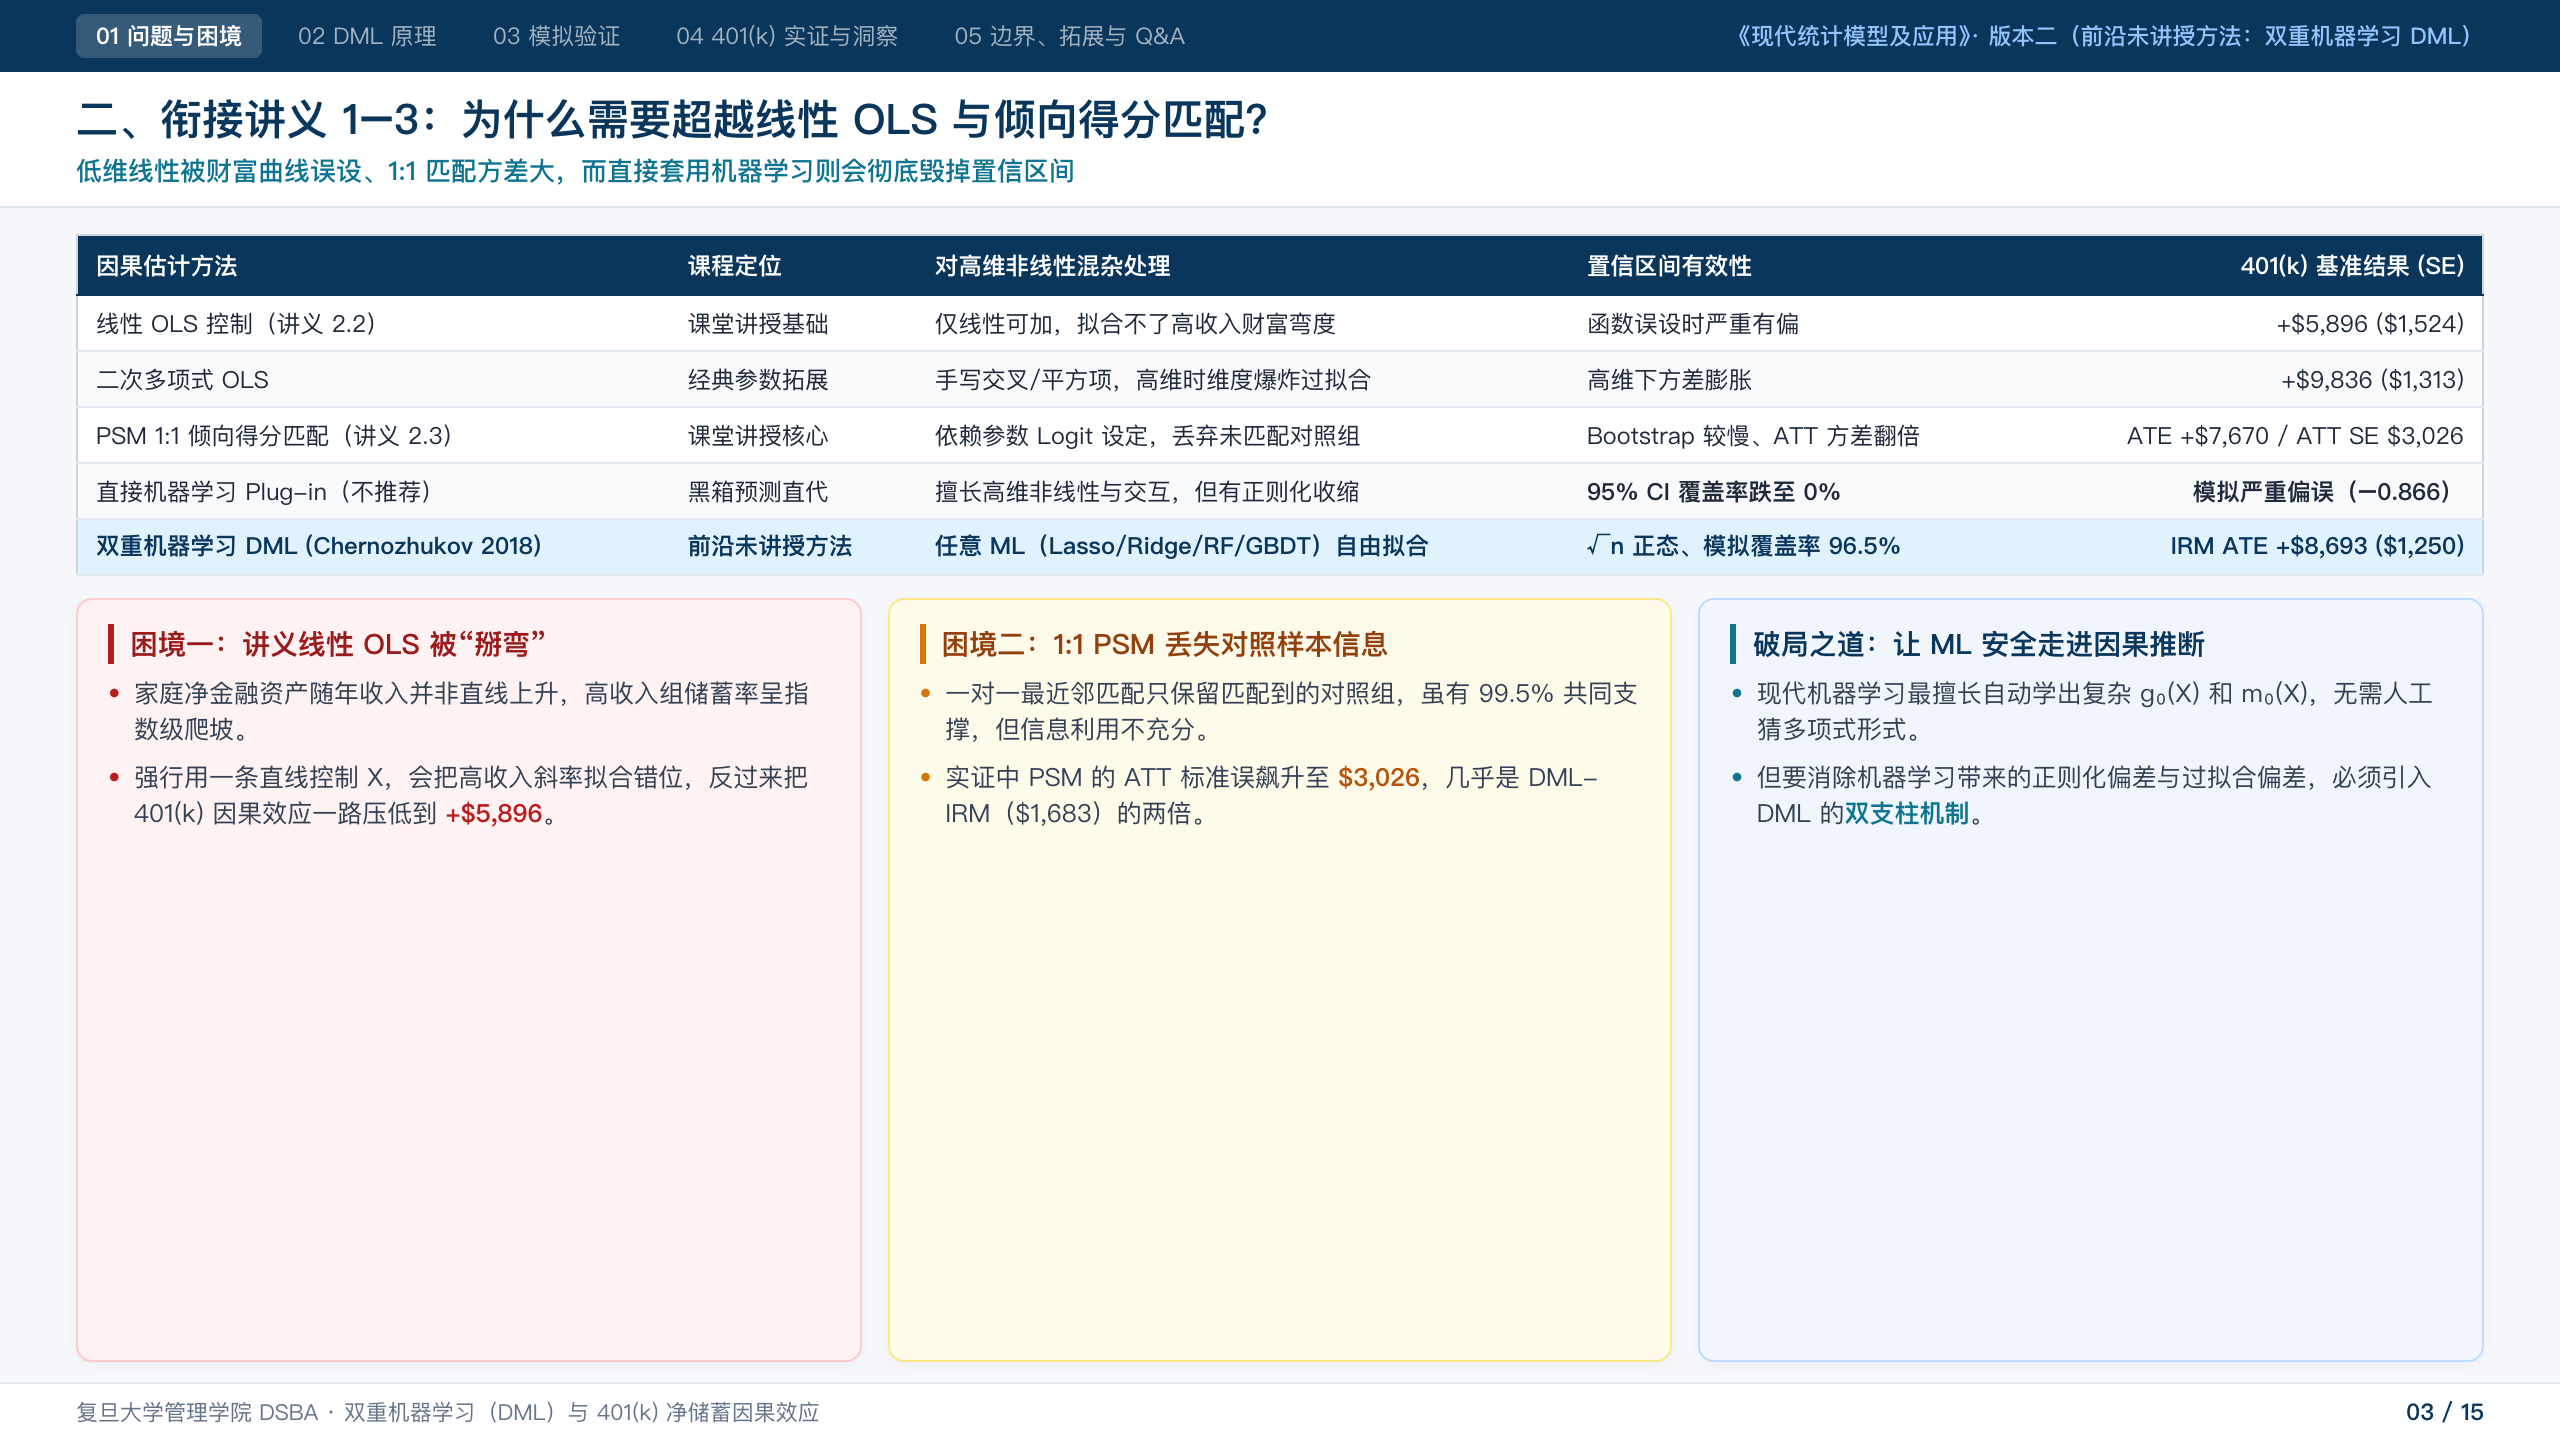 01 问题与困境 02 DML 原理 03 模拟验证 04 401(k) 实证与洞察 05 边界、拓展与 Q&A 《现代统计模型及应用》· 版本二（前沿未讲授方法：双重机器学习 DML）
二、衔接讲义 1—3：为什么需要超越线性 OLS 与倾向得分匹配？
低维线性被财富曲线误设、1:1 匹配方差大，而直接套用机器学习则会彻底毁掉置信区间
因果估计方法 课程定位 对高维非线性混杂处理 置信区间有效性 401(k) 基准结果 (SE)
线性 OLS 控制（讲义 2.2） 课堂讲授基础 仅线性可加，拟合不了高收入财富弯度 函数误设时严重有偏 +$5,896 ($1,524)
二次多项式 OLS 经典参数拓展 手写交叉/平方项，高维时维度爆炸过拟合 高维下方差膨胀 +$9,836 ($1,313)
PSM 1:1 倾向得分匹配（讲义 2.3） 课堂讲授核心 依赖参数 Logit 设定，丢弃未匹配对照组 Bootstrap 较慢、ATT 方差翻倍 ATE +$7,670 / ATT SE $3,026
直接机器学习 Plug-in（不推荐） 黑箱预测直代 擅长高维非线性与交互，但有正则化收缩 95% CI 覆盖率跌至 0% 模拟严重偏误（−0.866）
双重机器学习 DML (Chernozhukov 2018) 前沿未讲授方法 任意 ML（Lasso/Ridge/RF/GBDT）自由拟合 √n 正态、模拟覆盖率 96.5% IRM ATE +$8,693 ($1,250)
困境一：讲义线性 OLS 被“掰弯”
• 家庭净金融资产随年收入并非直线上升，高收入组储蓄率呈指
数级爬坡。
• 强行用一条直线控制 X，会把高收入斜率拟合错位，反过来把
401(k) 因果效应一路压低到 +$5,896。
困境二：1:1 PSM 丢失对照样本信息
• 一对一最近邻匹配只保留匹配到的对照组，虽有 99.5% 共同支
撑，但信息利用不充分。
• 实证中 PSM 的 ATT 标准误飙升至 $3,026，几乎是 DML-
IRM（$1,683）的两倍。
破局之道：让 ML 安全走进因果推断
• 现代机器学习最擅长自动学出复杂 g₀(X) 和 m₀(X)，无需人工
猜多项式形式。
• 但要消除机器学习带来的正则化偏差与过拟合偏差，必须引入
DML 的双支柱机制。
复旦大学管理学院 DSBA · 双重机器学习（DML）与 401(k) 净储蓄因果效应 03 / 15